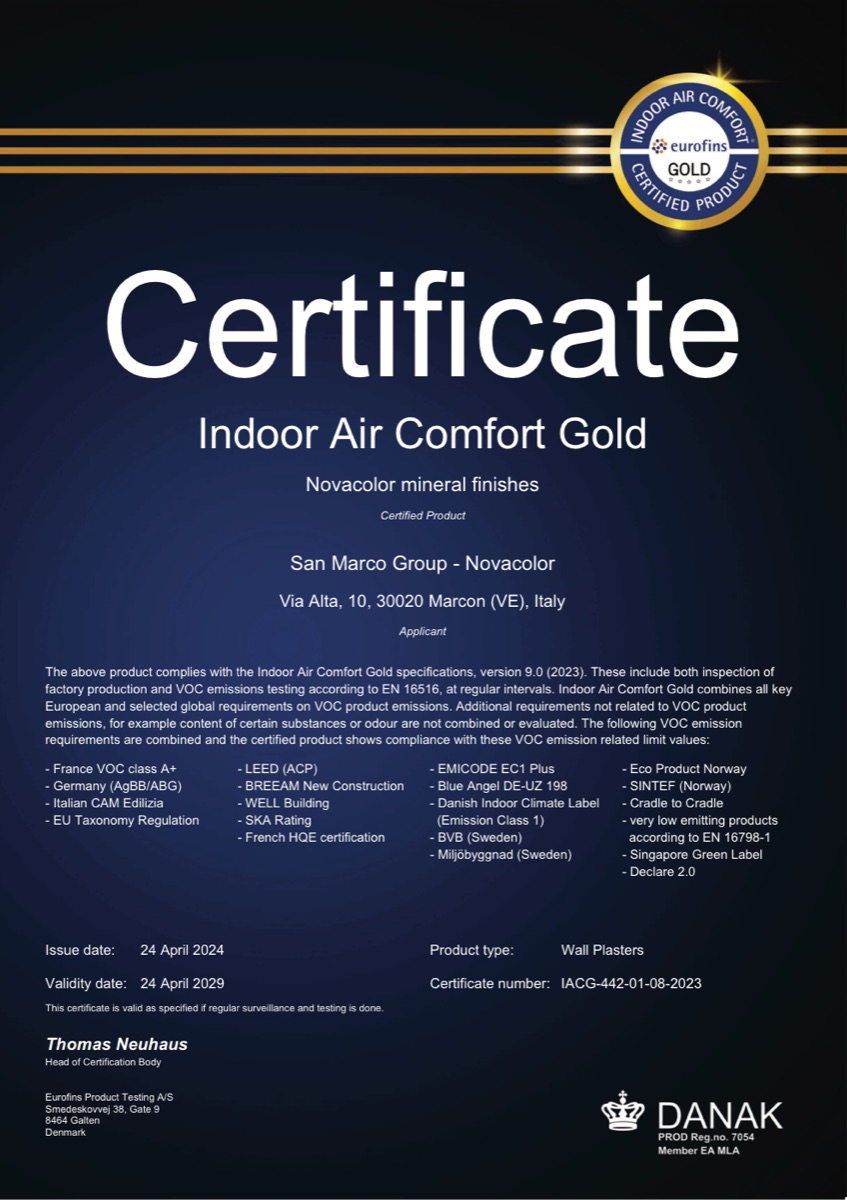 INDOOR AIR COMFORT
eurofins
GOLD
CERTIFIED PRODUCT
Certificate
Indoor Air Comfort Gold
Novacolor mineral finishes
Certified Product
San Marco Group - Novacolor
Via Alta, 10, 30020 Marcon (VE), Italy
Applicant
The above product complies with the Indoor Air Comfort Gold specifications, version 9.0 (2023). These include both inspection of
factory production and VOC emissions testing according to EN 16516, at regular intervals. Indoor Air Comfort Gold combines all key
European and selected global requirements on VOC product emissions. Additional requirements not related to VOC product
emissions, for example content of certain substances or odour are not combined or evaluated. The following VOC emission
requirements are combined and the certified product shows compliance with these VOC emission related limit values:
- France VOC class A+
- Germany (AgBB/ABG)
- Italian CAM Edilizia
- EU Taxonomy Regulation
- LEED (ACP)
- BREEAM New Construction
- WELL Building
- SKA Rating
- French HQE certification
- EMICODE EC1 Plus
- Blue Angel DE-UZ 198
- Danish Indoor Climate Label
(Emission Class 1)
- BVB (Sweden)
- Miljöbyggnad (Sweden)
- Eco Product Norway
- SINTEF (Norway)
- Cradle to Cradle
- very low emitting products
according to EN 16798-1
- Singapore Green Label
- Declare 2.0
Issue date: 24 April 2024
Product type: Wall Plasters
Validity date: 24 April 2029
Certificate number: IACG-442-01-08-2023
This certificate is valid as specified if regular surveillance and testing is done.
Thomas Neuhaus
Head of Certification Body
Eurofins Product Testing A/S
Smedeskovvej 38, Gate 9
8464 Galten
Denmark
DANAK
PROD Reg.no. 7054
Member EA MLA